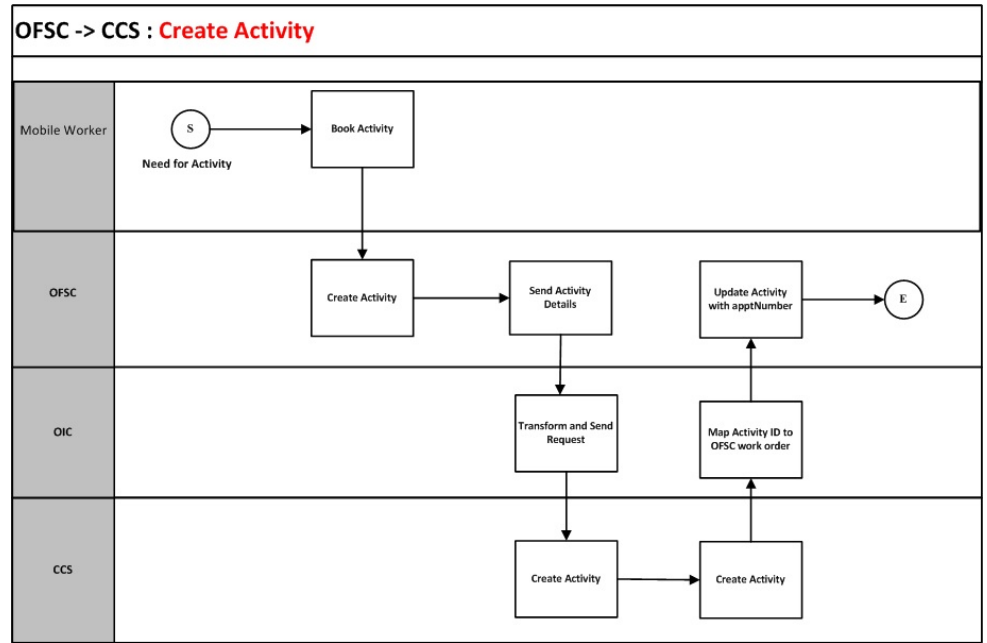 OFSC -> CCS : Create Activity
Mobile Worker
S
Need for Activity
Book Activity
OFSC
Create Activity
Send Activity
Details
Update Activity
with apptNumber
E
OIC
Transform and Send
Request
Map Activity ID to
OFSC work order
CCS
Create Activity
Create Activity